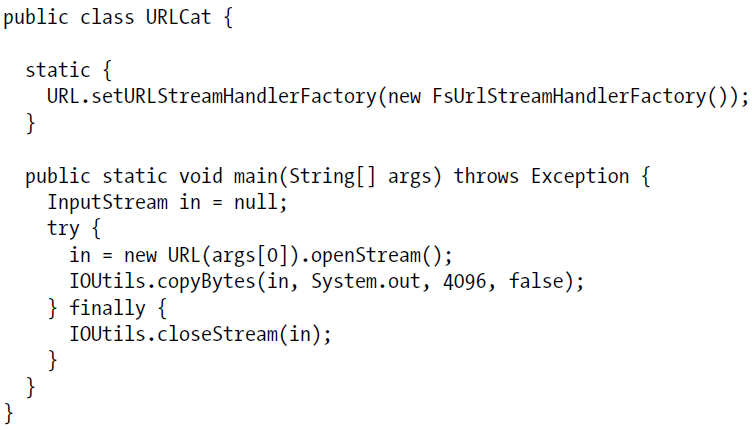 public class URLCat {
  static {
    URL.setURLStreamHandlerFactory(new FsUrlStreamHandlerFactory());
  }
  public static void main(String[] args) throws Exception {
    InputStream in = null;
    try {
      in = new URL(args[0]).openStream();
      IOUtils.copyBytes(in, System.out, 4096, false);
    } finally {
      IOUtils.closeStream(in);
    }
  }
}